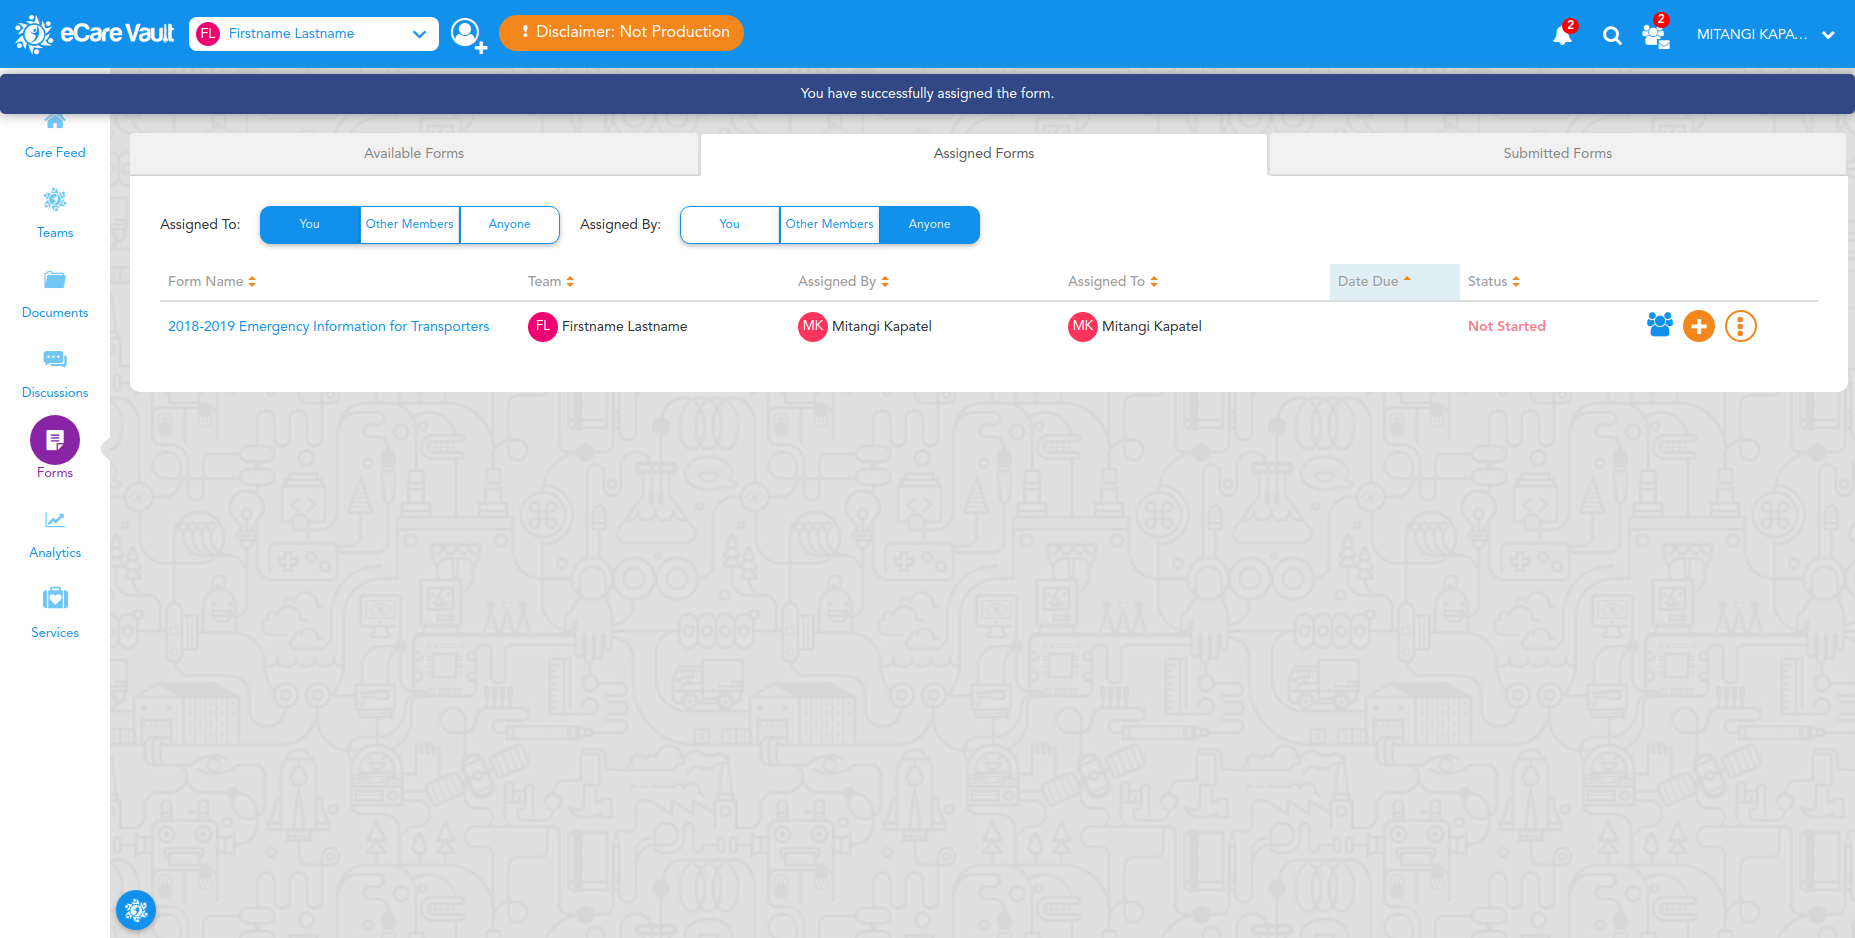 eCare Vault
FL Firstname Lastname
! Disclaimer: Not Production
2
2
MITANGI KAPA...
You have successfully assigned the form.
Care Feed
Teams
Documents
Discussions
Forms
Analytics
Services
Available Forms
Assigned Forms
Submitted Forms
Assigned To: You Other Members Anyone Assigned By: You Other Members Anyone
Form Name Team Assigned By Assigned To Date Due Status
2018-2019 Emergency Information for Transporters FL Firstname Lastname MK Mitangi Kapatel MK Mitangi Kapatel Not Started